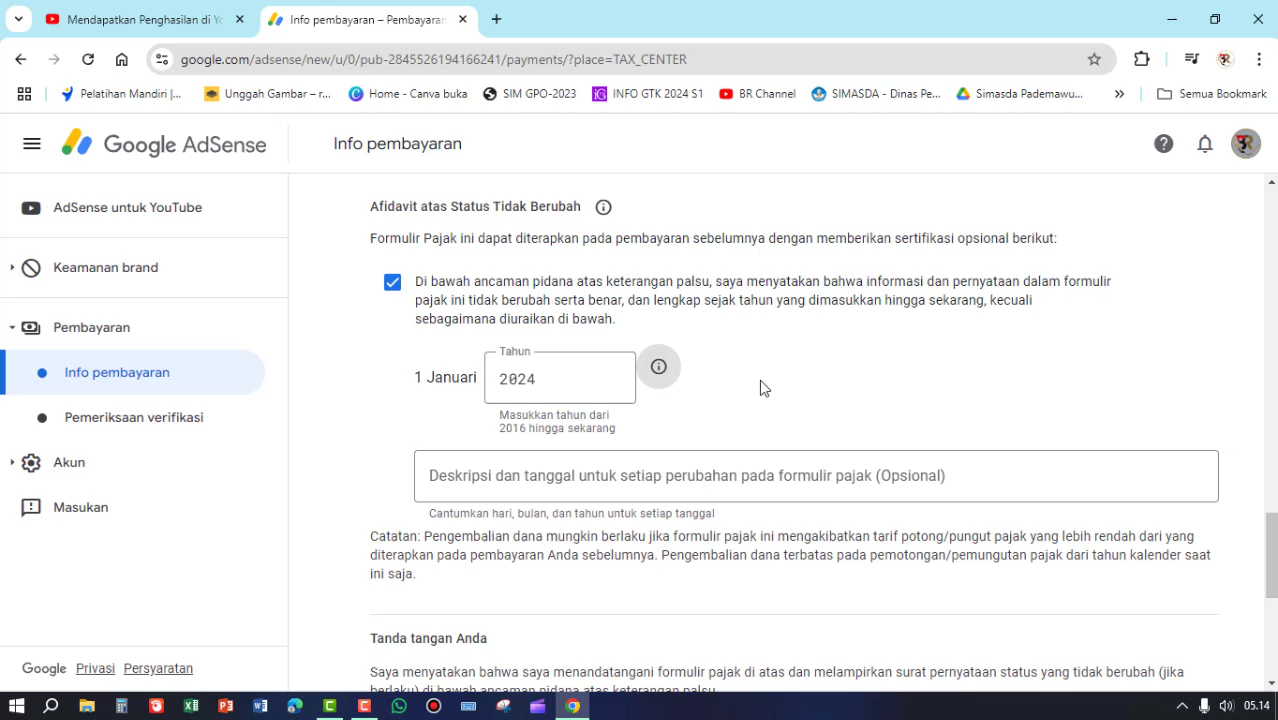 Mendapatkan Penghasilan di Yo
Info pembayaran – Pembayaran
google.com/adsense/new/u/0/pub-2845526194166241/payments/?place=TAX_CENTER
Pelatihan Mandiri |...
Unggah Gambar – r...
Home - Canva buka
SIM GPO-2023
INFO GTK 2024 S1
BR Channel
SIMASDA - Dinas Pe...
Simasda Pademawu...
»
Semua Bookmark
Google AdSense
Info pembayaran
AdSense untuk YouTube
Keamanan brand
Pembayaran
Info pembayaran
Pemeriksaan verifikasi
Akun
Masukan
Google Privasi Persyaratan
Afidavit atas Status Tidak Berubah
Formulir Pajak ini dapat diterapkan pada pembayaran sebelumnya dengan memberikan sertifikasi opsional berikut:
Di bawah ancaman pidana atas keterangan palsu, saya menyatakan bahwa informasi dan pernyataan dalam formulir
pajak ini tidak berubah serta benar, dan lengkap sejak tahun yang dimasukkan hingga sekarang, kecuali
sebagaimana diuraikan di bawah.
Tahun
1 Januari 2024
Masukkan tahun dari
2016 hingga sekarang
Deskripsi dan tanggal untuk setiap perubahan pada formulir pajak (Opsional)
Cantumkan hari, bulan, dan tahun untuk setiap tanggal
Catatan: Pengembalian dana mungkin berlaku jika formulir pajak ini mengakibatkan tarif potong/pungut pajak yang lebih rendah dari yang
diterapkan pada pembayaran Anda sebelumnya. Pengembalian dana terbatas pada pemotongan/pemungutan pajak dari tahun kalender saat
ini saja.
Tanda tangan Anda
Saya menyatakan bahwa saya menandatangani formulir pajak di atas dan melampirkan surat pernyataan status yang tidak berubah (jika
berlaku) di bawah ancaman pidana atas keterangan palsu.
05.14